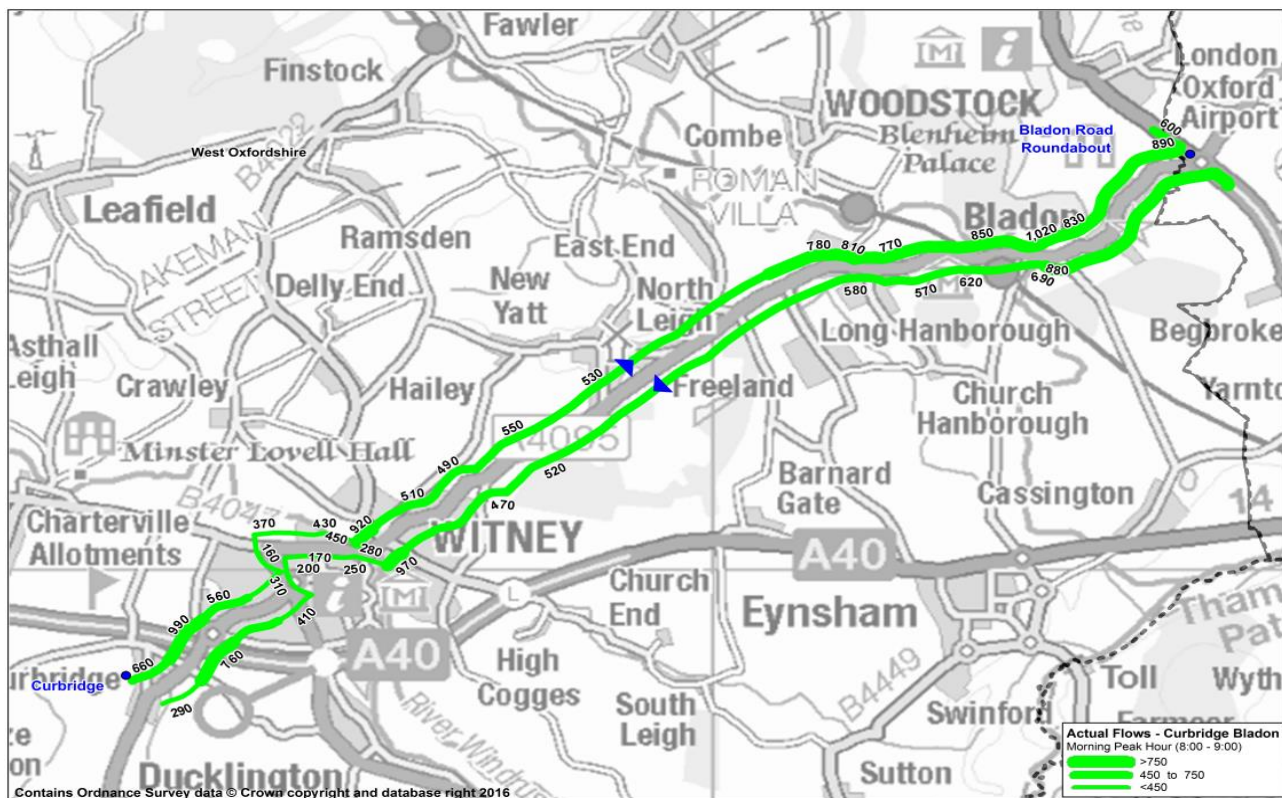 Fawler
Finstock
London
Oxford
Airport
WOODSTOCK
Combe
Blenheim
Palace
Bladon Road
Roundabout
600
890
West Oxfordshire
B4022
ROMAN
VILLA
Leafield
Bladon
830
1,020
850
Ramsden
AKEMAN
STREET
East End
780
810
770
880
690
620
570
580
Delly End
New
Yatt
North
Leigh
Long Hanborough
Begbroke
Asthall
Leigh
Crawley
Hailey
530
Freeland
Church
Hanborough
550
A4095
Minster Lovell Hall
490
520
Barnard
Gate
Cassington
B4047
510
470
14
Charterville
Allotments
370
430
450
920
280
WITNEY
160
170
200
250
970
A40
310
560
410
Church
End
Eynsham
990
A40
660
Curbridge
160
High
Cogges
290
B4449
Toll
South
Leigh
Swinford
River Windrush
Ducklington
Sutton
Actual Flows - Curbridge Bladon
Morning Peak Hour (8:00 - 9:00)
>750
450 to 750
<450
Contains Ordnance Survey data © Crown copyright and database right 2016